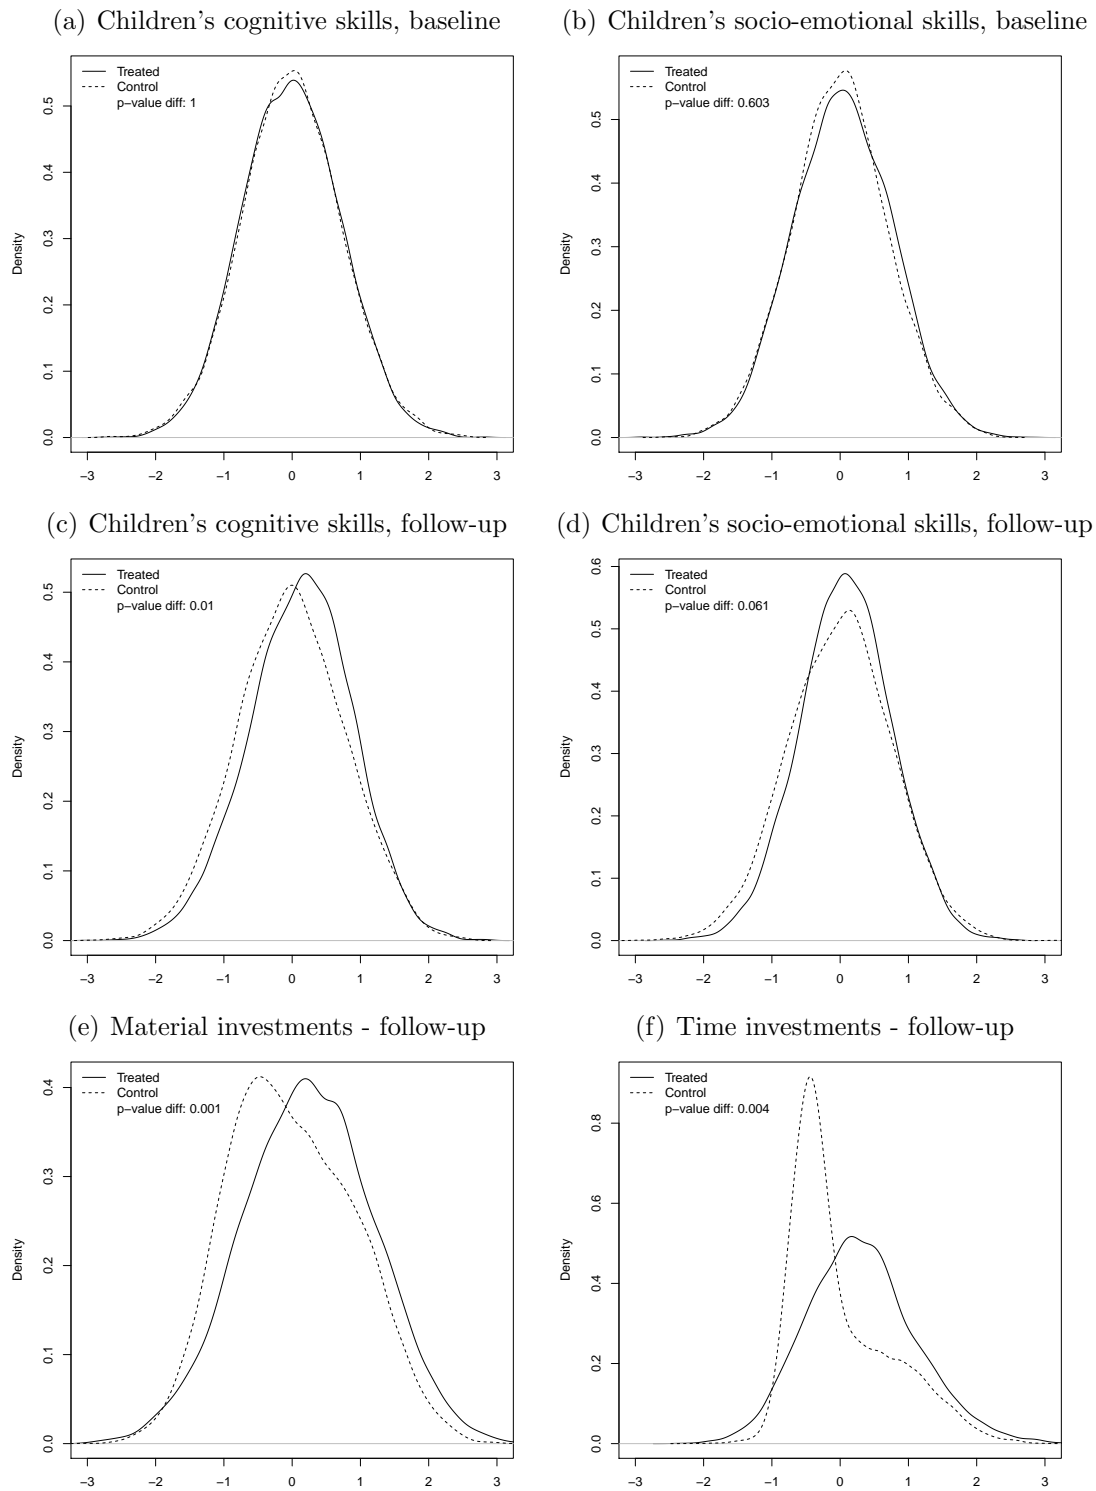 (a) Children's cognitive skills, baseline
Treated
Control
p−value diff: 1
Density
0.0 0.1 0.2 0.3 0.4 0.5
−3 −2 −1 0 1 2 3
(b) Children's socio-emotional skills, baseline
Treated
Control
p−value diff: 0.603
Density
0.0 0.1 0.2 0.3 0.4 0.5
−3 −2 −1 0 1 2 3
(c) Children's cognitive skills, follow-up
Treated
Control
p−value diff: 0.01
Density
0.0 0.1 0.2 0.3 0.4 0.5
−3 −2 −1 0 1 2 3
(d) Children's socio-emotional skills, follow-up
Treated
Control
p−value diff: 0.061
Density
0.0 0.1 0.2 0.3 0.4 0.5 0.6
−3 −2 −1 0 1 2 3
(e) Material investments - follow-up
Treated
Control
p−value diff: 0.001
Density
0.0 0.1 0.2 0.3 0.4
−3 −2 −1 0 1 2 3
(f) Time investments - follow-up
Treated
Control
p−value diff: 0.004
Density
0.0 0.2 0.4 0.6 0.8
−3 −2 −1 0 1 2 3